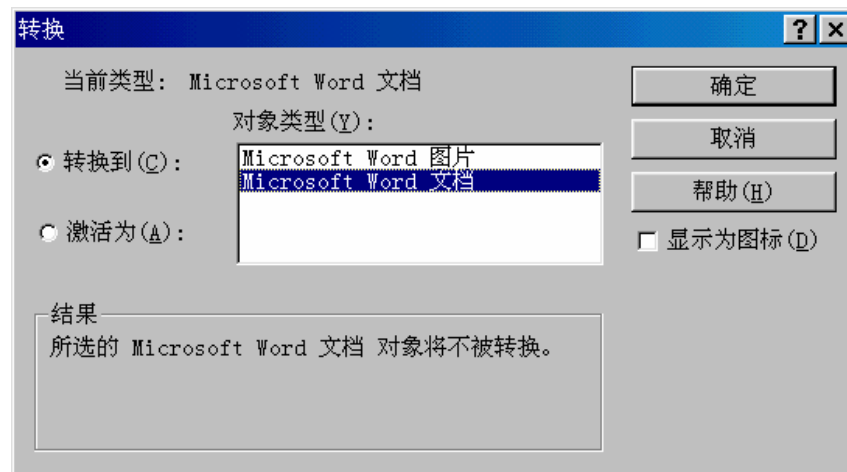 转换
当前类型: Microsoft Word 文档
对象类型(Y):
转换到(C):
Microsoft Word 图片
Microsoft Word 文档
激活为(A):
确定
取消
帮助(H)
显示为图标(D)
结果
所选的 Microsoft Word 文档 对象将不被转换。